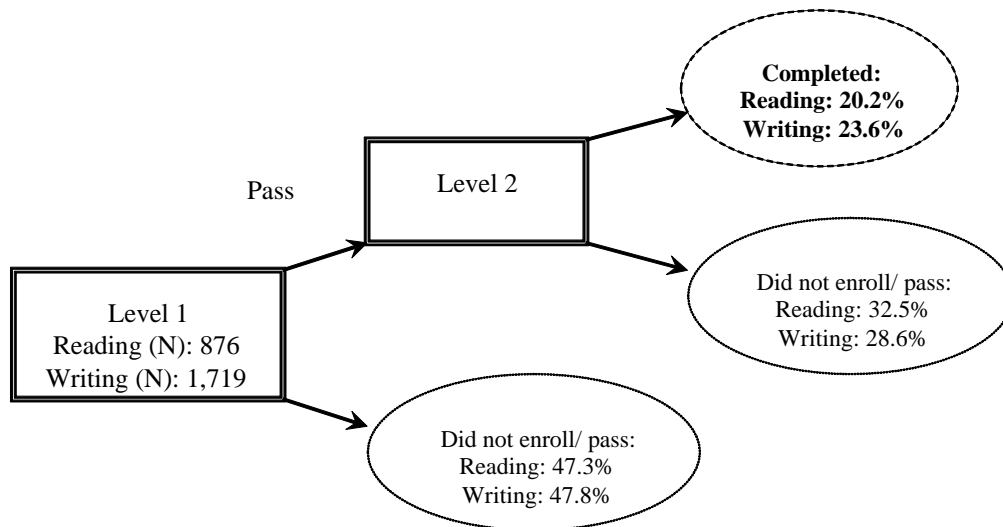 Completed:
Reading: 20.2%
Writing: 23.6%
Pass
Level 2
Level 1
Reading (N): 876
Writing (N): 1,719
Did not enroll/ pass:
Reading: 32.5%
Writing: 28.6%
Did not enroll/ pass:
Reading: 47.3%
Writing: 47.8%